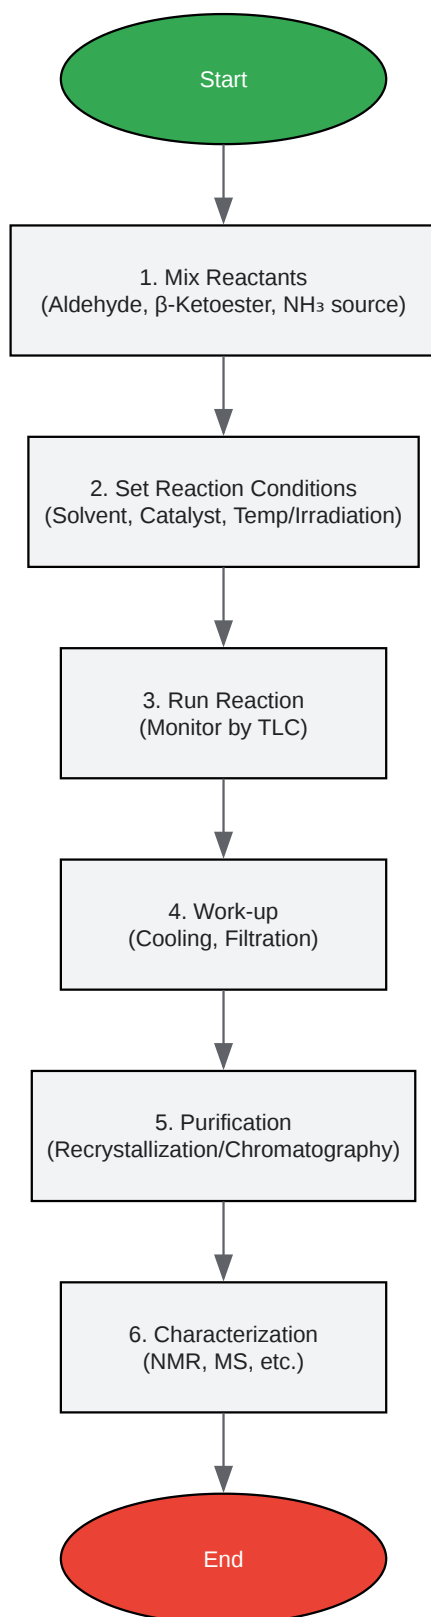 Start
1. Mix Reactants
(Aldehyde, β-Ketoester, NH₃ source)
2. Set Reaction Conditions
(Solvent, Catalyst, Temp/Irradiation)
3. Run Reaction
(Monitor by TLC)
4. Work-up
(Cooling, Filtration)
5. Purification
(Recrystallization/Chromatography)
6. Characterization
(NMR, MS, etc.)
End